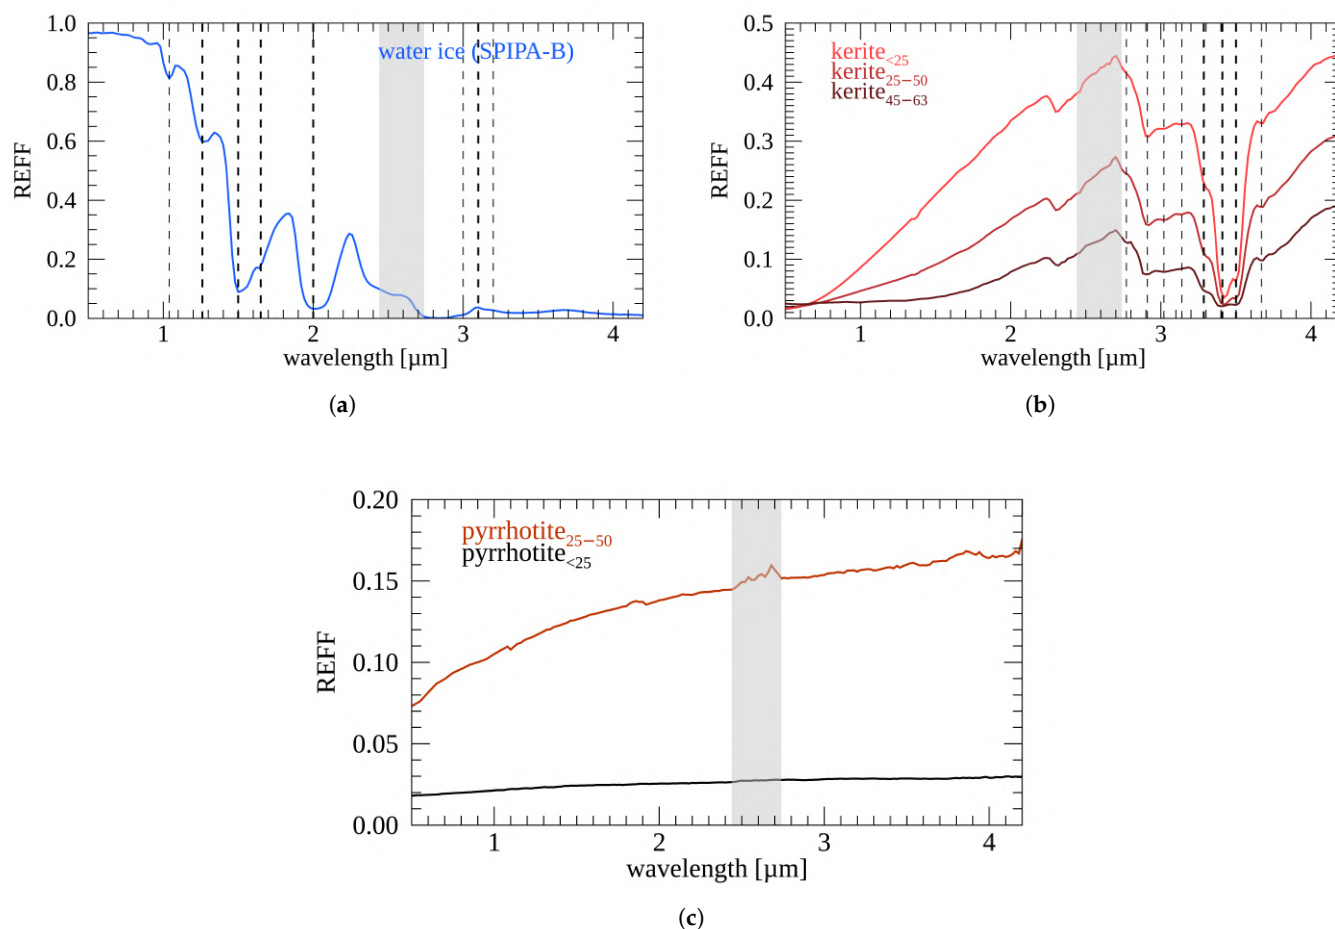 1.0
0.8
0.6
0.4
0.2
0.0
REFF
water ice (SPIPA-B)
1 2 3 4
wavelength [µm]
(a)
0.5
0.4
0.3
0.2
0.1
0.0
REFF
kerite<25
kerite25−50
kerite45−63
1 2 3 4
wavelength [µm]
(b)
0.20
0.15
0.10
0.05
0.00
REFF
pyrrhotite25−50
pyrrhotite<25
1 2 3 4
wavelength [µm]
(c)